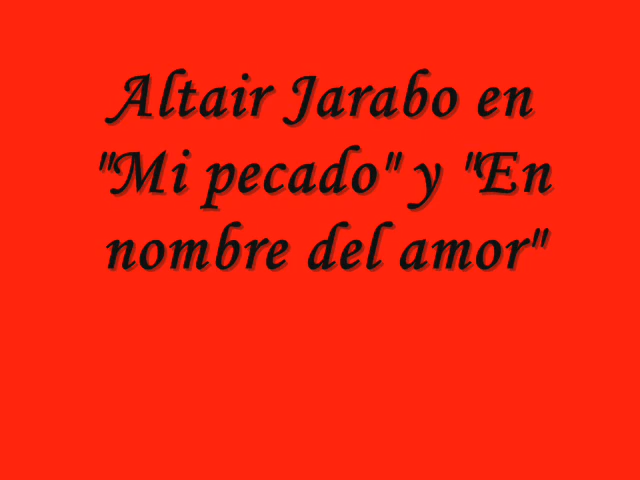 Altair Jarabo en
"Mi pecado" y "En
nombre del amor"